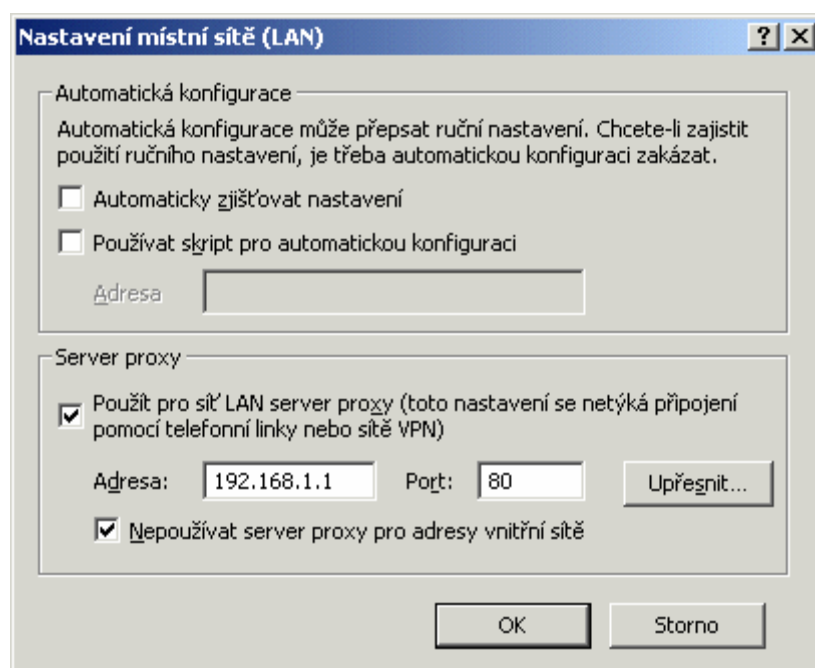 Nastavení místní sítě (LAN)
Automatická konfigurace
Automatická konfigurace může přepsat ruční nastavení. Chcete-li zajistit
použití ručního nastavení, je třeba automatickou konfiguraci zakázat.
Automaticky zjišťovat nastavení
Používat skript pro automatickou konfiguraci
Adresa
Server proxy
Použít pro síť LAN server proxy (toto nastavení se netýká připojení
pomocí telefonní linky nebo sítě VPN)
Adresa: 192.168.1.1 Port: 80 Upřesnit...
Nepoužívat server proxy pro adresy vnitřní sítě
OK Storno